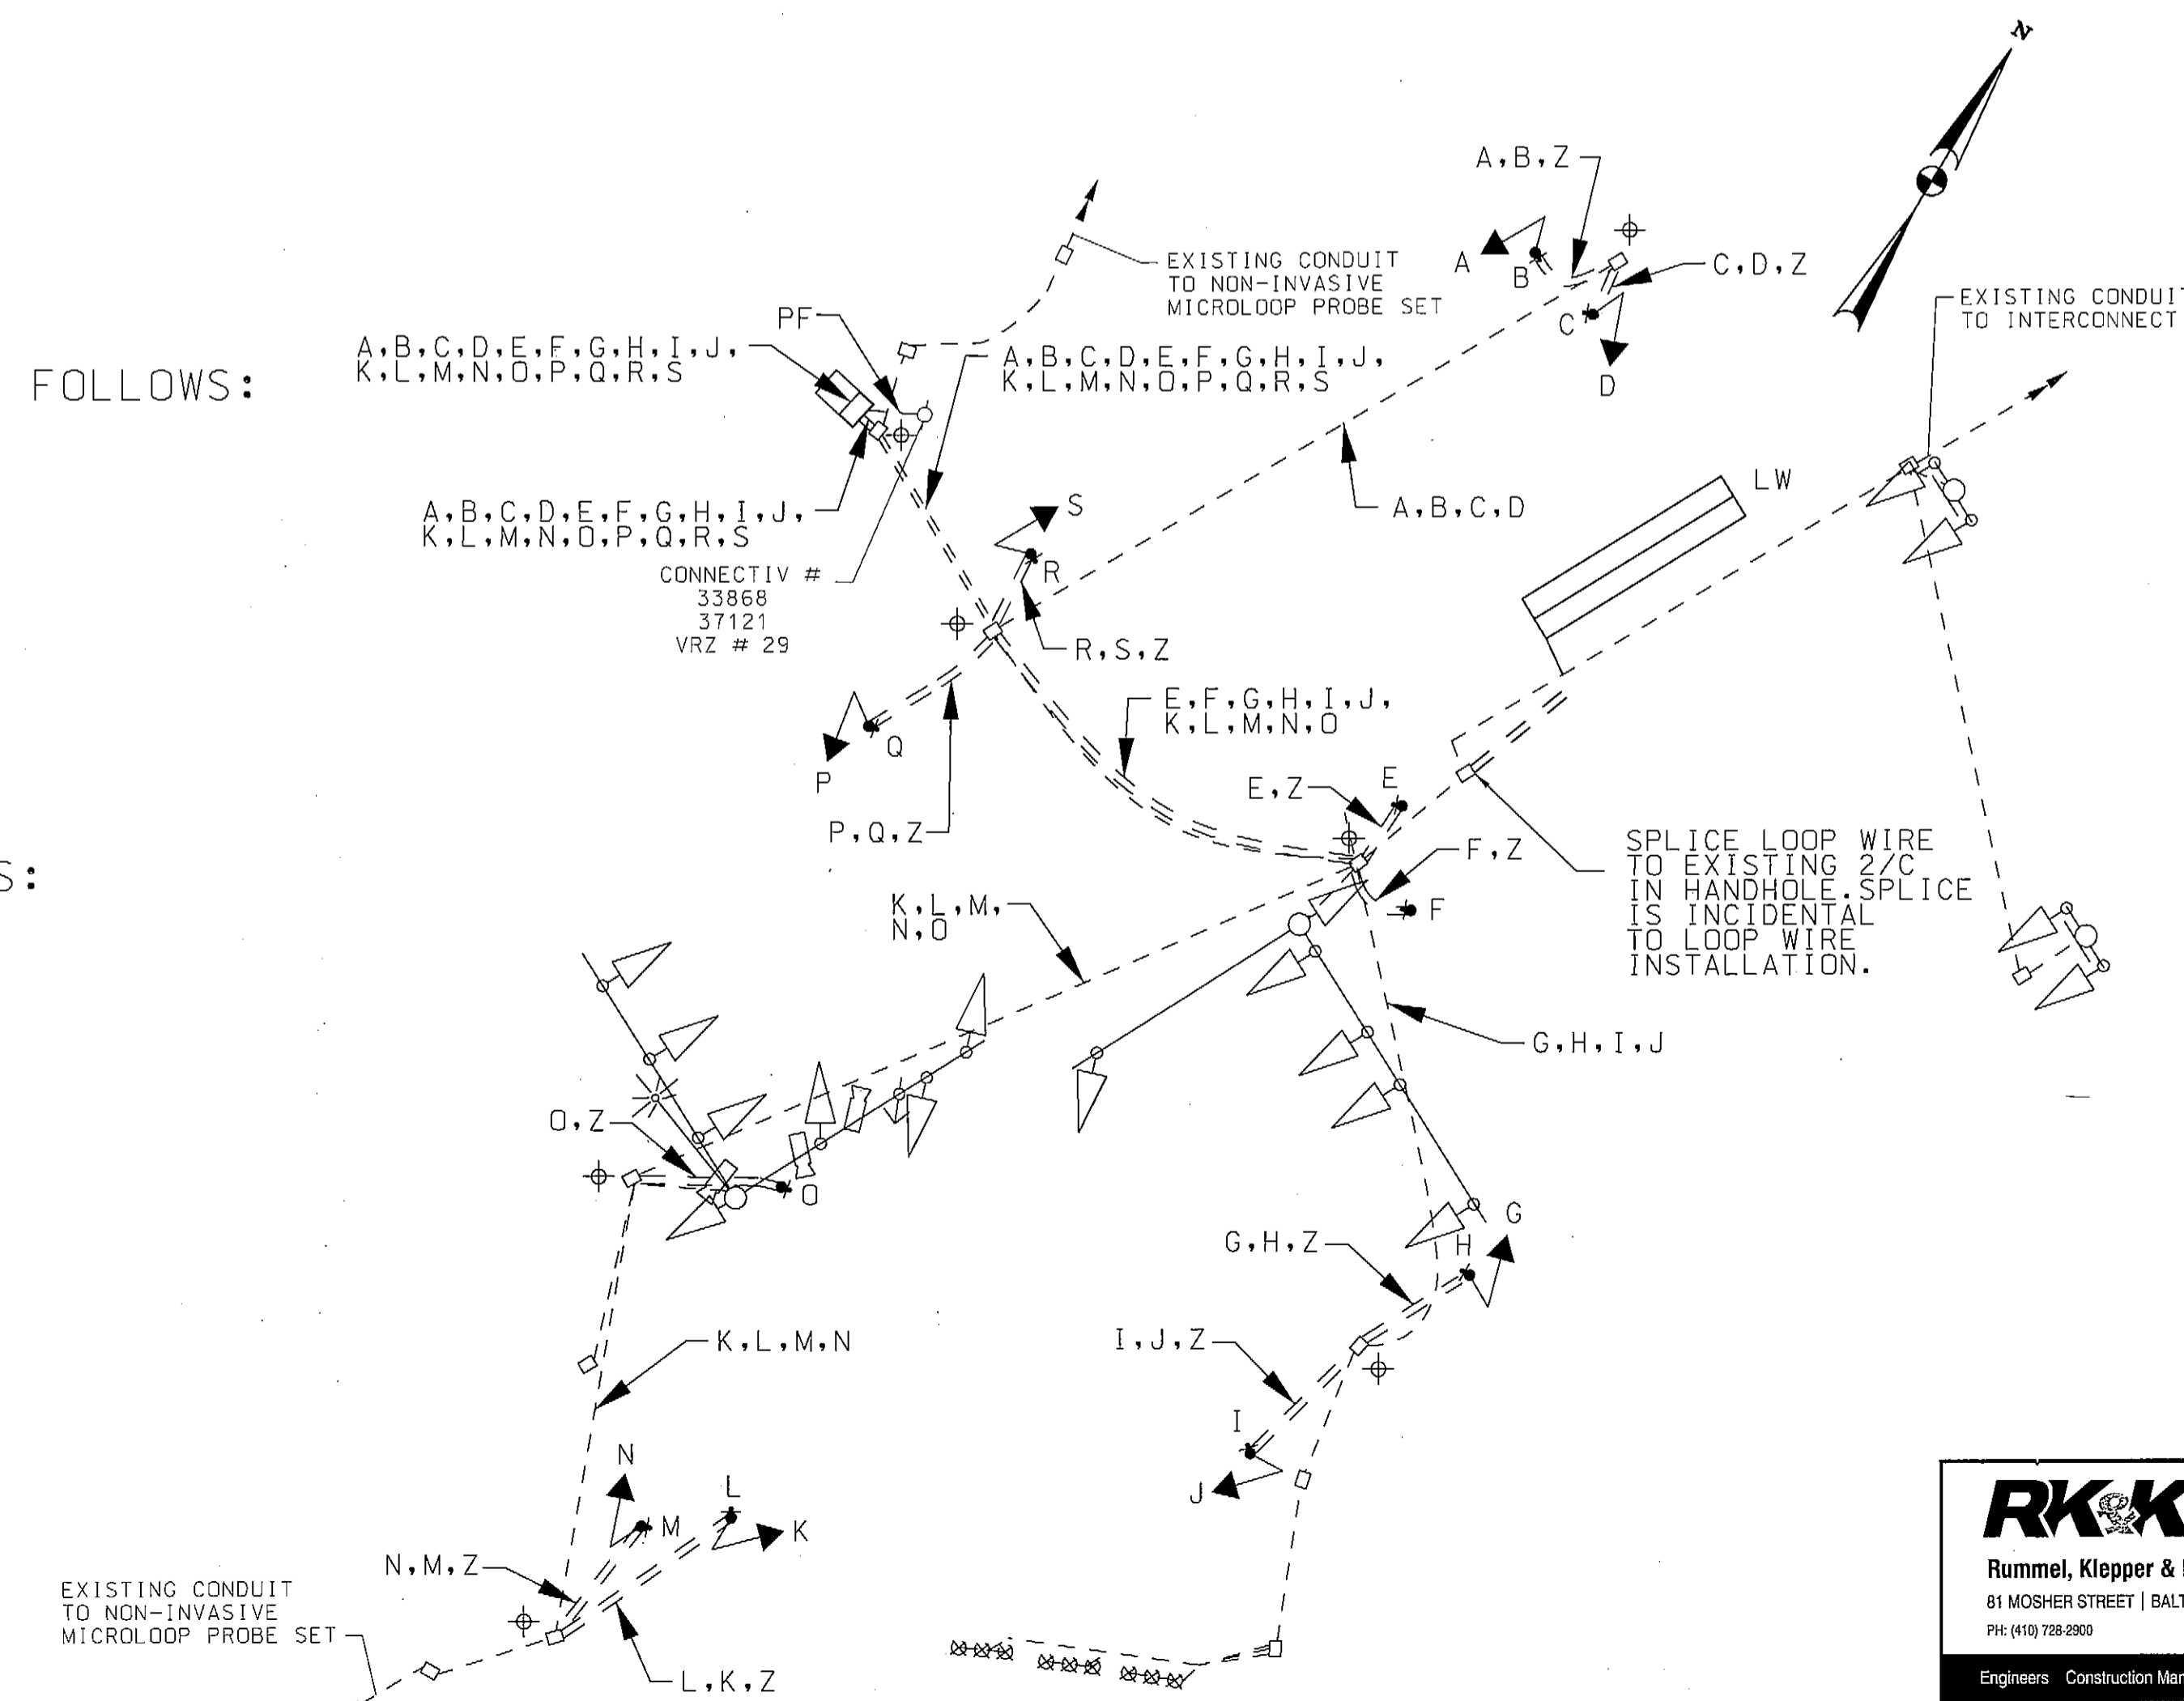 N
A,B,Z
A
B
C,D,Z
C
D
EXISTING CONDUIT
TO NON-INVASIVE
MICROLOOP PROBE SET
EXISTING CONDUIT
TO INTERCONNECT
PF
A,B,C,D,E,F,G,H,I,J,
K,L,M,N,O,P,Q,R,S
A,B,C,D,E,F,G,H,I,J,
K,L,M,N,O,P,Q,R,S
FOLLOWS:
LW
A,B,C,D
A,B,C,D,E,F,G,H,I,J,
K,L,M,N,O,P,Q,R,S
S
R
CONNECTIV #
33868
37121
VRZ # 29
R,S,Z
E,F,G,H,I,J,
K,L,M,N,O
Q
P
P,Q,Z
E,Z
E
F,Z
F
SPLICE LOOP WIRE
TO EXISTING 2/C
IN HANDHOLE.SPLICE
IS INCIDENTAL
TO LOOP WIRE
INSTALLATION.
S:
K,L,M,
N,O
G,H,I,J
O,Z
O
G
H
G,H,Z
I,J,Z
K,L,M,N
I
J
N
M
L
K
N,M,Z
L,K,Z
EXISTING CONDUIT
TO NON-INVASIVE
MICROLOOP PROBE SET
RK&K
Rummel, Klepper &
81 MOSHER STREET | BALT
PH: (410) 728-2900
Engineers Construction Mar